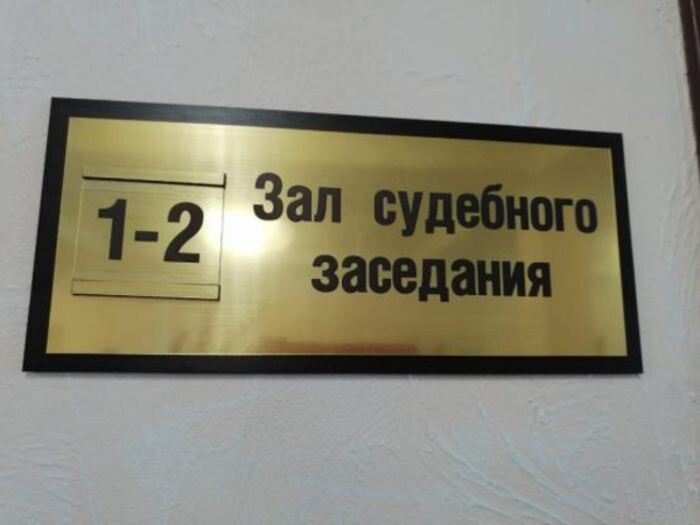 1-2
Зал судебного
заседания